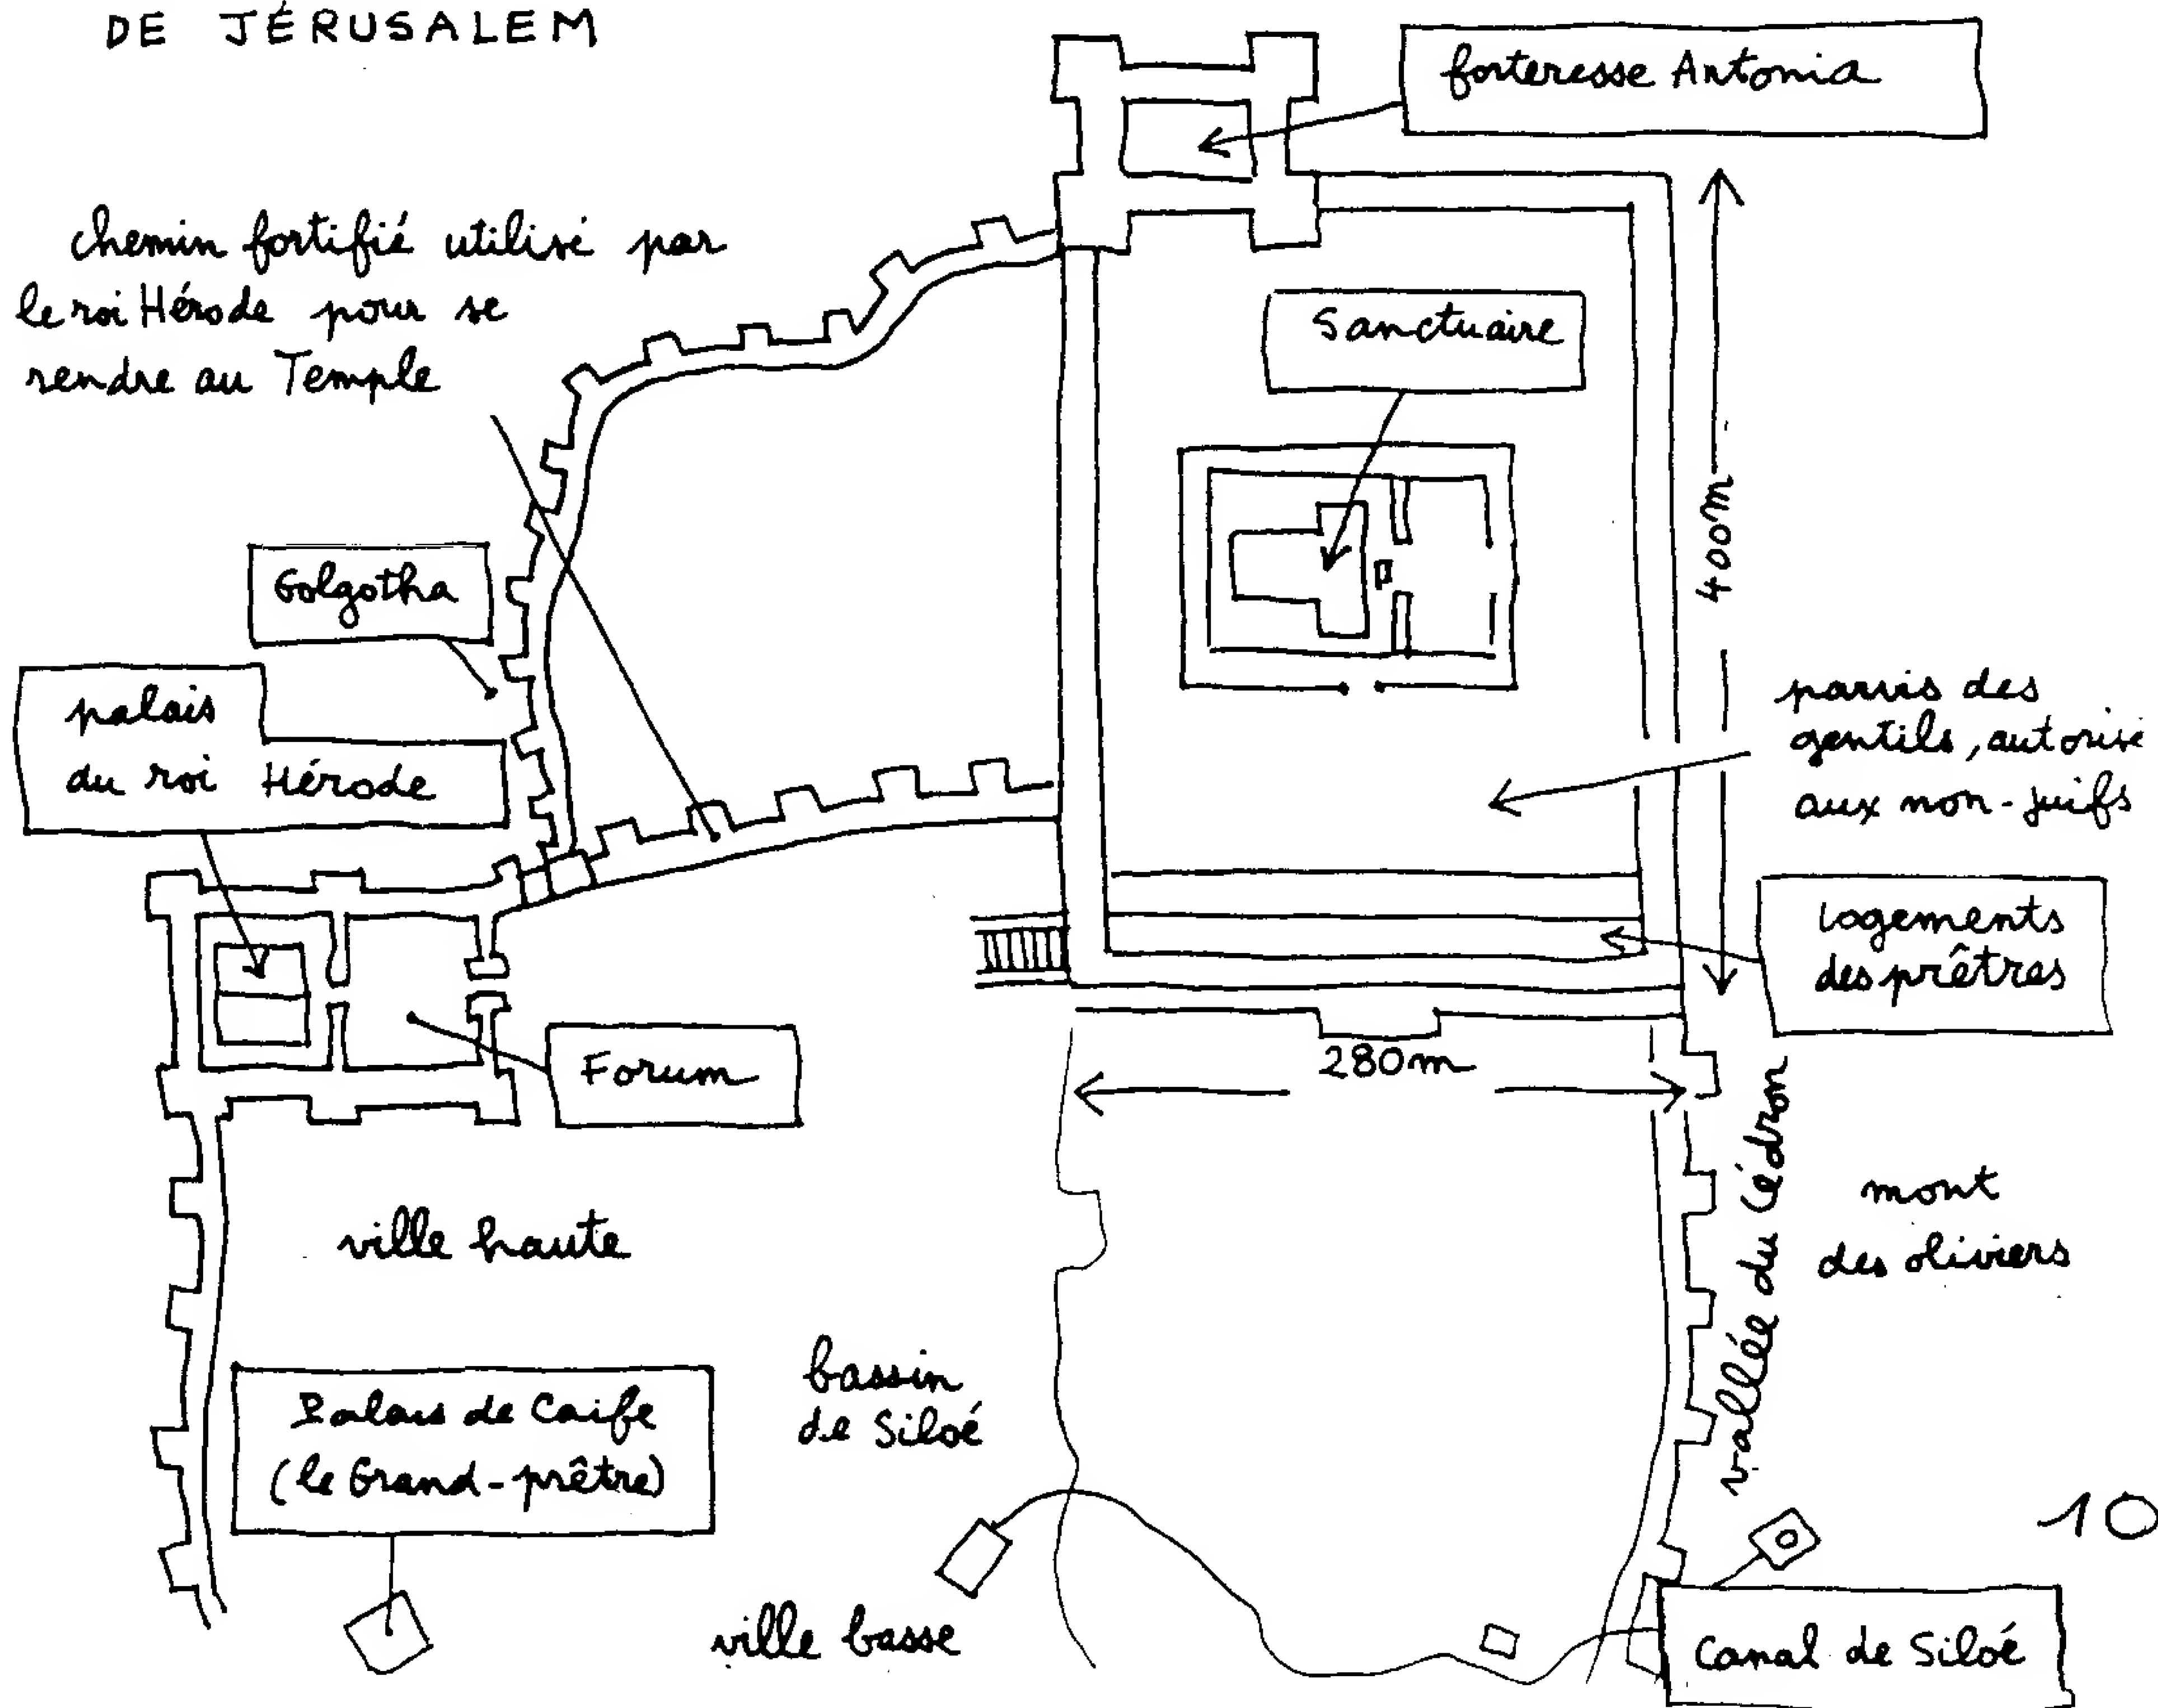 DE JÉRUSALEM
forteresse Antonia
chemin fortifié utilisé par
le roi Hérode pour se
rendre au Temple
Sanctuaire
400m
Golgotha
palais
du roi Hérode
parvis des
gentils, autorisé
aux non-juifs
Logements
des prêtres
Forum
280m
vallée du Cédron
mont
des oliviers
ville haute
bassin
de Siloé
Palais de Caïfe
(le Grand-prêtre)
10
ville basse
Canal de Siloé